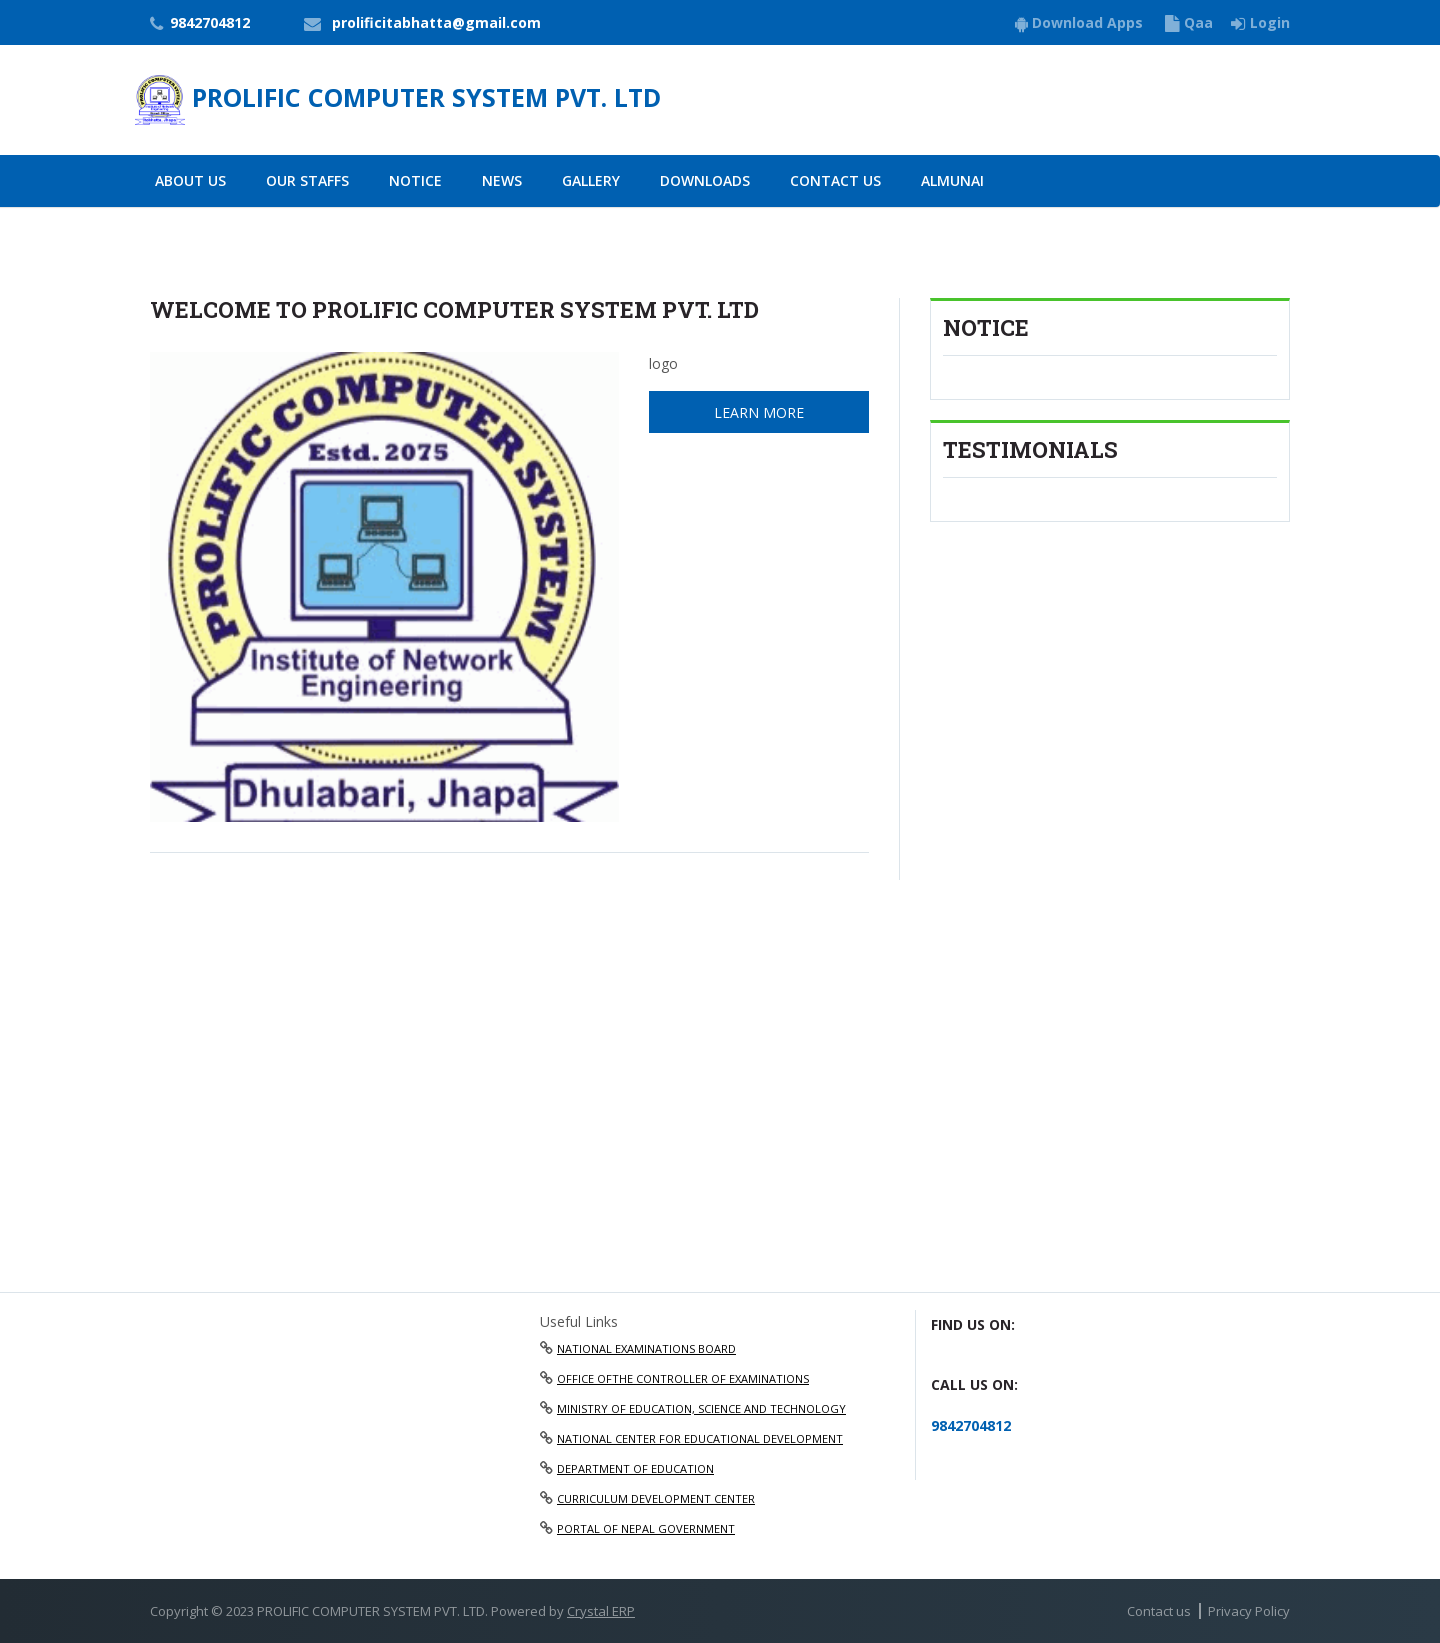 9842704812
prolificitabhatta@gmail.com
Download Apps
Qaa
Login
PROLIFIC COMPUTER SYSTEM PVT. LTD
ABOUT US
OUR STAFFS
NOTICE
NEWS
GALLERY
DOWNLOADS
CONTACT US
ALMUNAI
WELCOME TO PROLIFIC COMPUTER SYSTEM PVT. LTD
PROLIFIC COMPUTER SYSTEM
Estd. 2075
Institute of Network
Engineering
Dhulabari, Jhapa
logo
LEARN MORE
NOTICE
TESTIMONIALS
Useful Links
NATIONAL EXAMINATIONS BOARD
OFFICE OFTHE CONTROLLER OF EXAMINATIONS
MINISTRY OF EDUCATION, SCIENCE AND TECHNOLOGY
NATIONAL CENTER FOR EDUCATIONAL DEVELOPMENT
DEPARTMENT OF EDUCATION
CURRICULUM DEVELOPMENT CENTER
PORTAL OF NEPAL GOVERNMENT
FIND US ON:
CALL US ON:
9842704812
Copyright © 2023 PROLIFIC COMPUTER SYSTEM PVT. LTD. Powered by Crystal ERP
Contact us
Privacy Policy